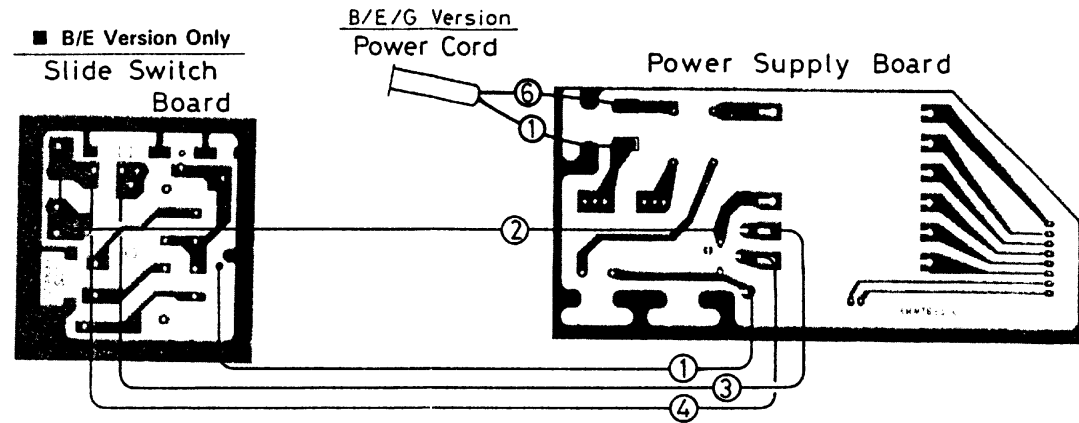 ■ B/E Version Only
Slide Switch
Board
B/E/G Version
Power Cord
Power Supply Board
⑥
①
②
①
③
④